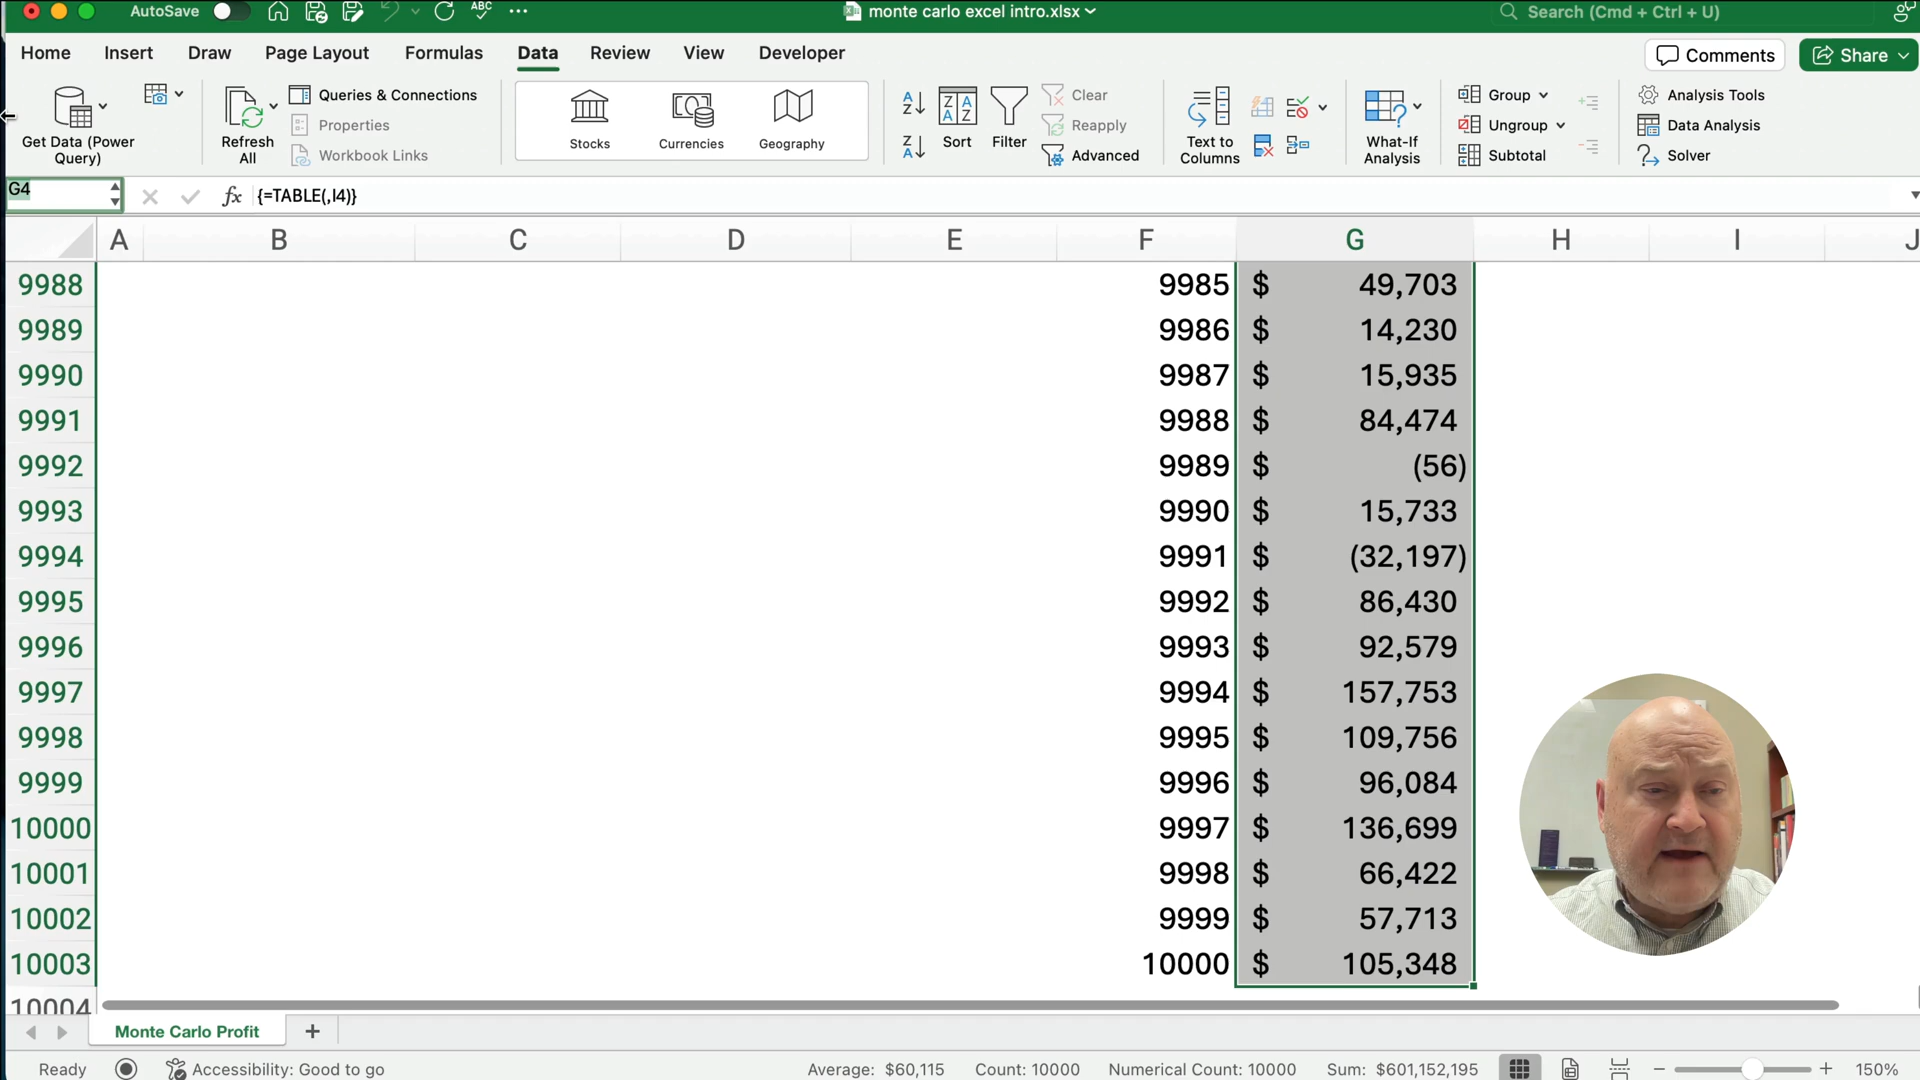 AutoSave ABC monte carlo excel intro.xlsx Search (Cmd + Ctrl + U)
Home Insert Draw Page Layout Formulas Data Review View Developer Comments Share
Get Data (Power Query)
Refresh All
Queries & Connections
Properties
Workbook Links
Stocks Currencies Geography
Sort Filter
Clear
Reapply
Advanced
Text to Columns
What-If Analysis
Group
Ungroup
Subtotal
Analysis Tools
Data Analysis
Solver
G4 fx {=TABLE(,I4)}
A B C D E F G H I J
9988 9985 $ 49,703
9989 9986 $ 14,230
9990 9987 $ 15,935
9991 9988 $ 84,474
9992 9989 $ (56)
9993 9990 $ 15,733
9994 9991 $ (32,197)
9995 9992 $ 86,430
9996 9993 $ 92,579
9997 9994 $ 157,753
9998 9995 $ 109,756
9999 9996 $ 96,084
10000 9997 $ 136,699
10001 9998 $ 66,422
10002 9999 $ 57,713
10003 10000 $ 105,348
10004
Monte Carlo Profit
Ready Accessibility: Good to go Average: $60,115 Count: 10000 Numerical Count: 10000 Sum: $601,152,195 150%